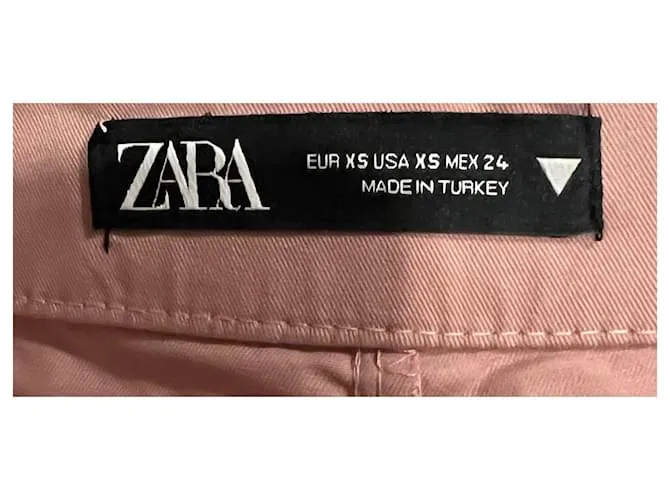 ZARA
EUR XS USA XS MEX 24
MADE IN TURKEY